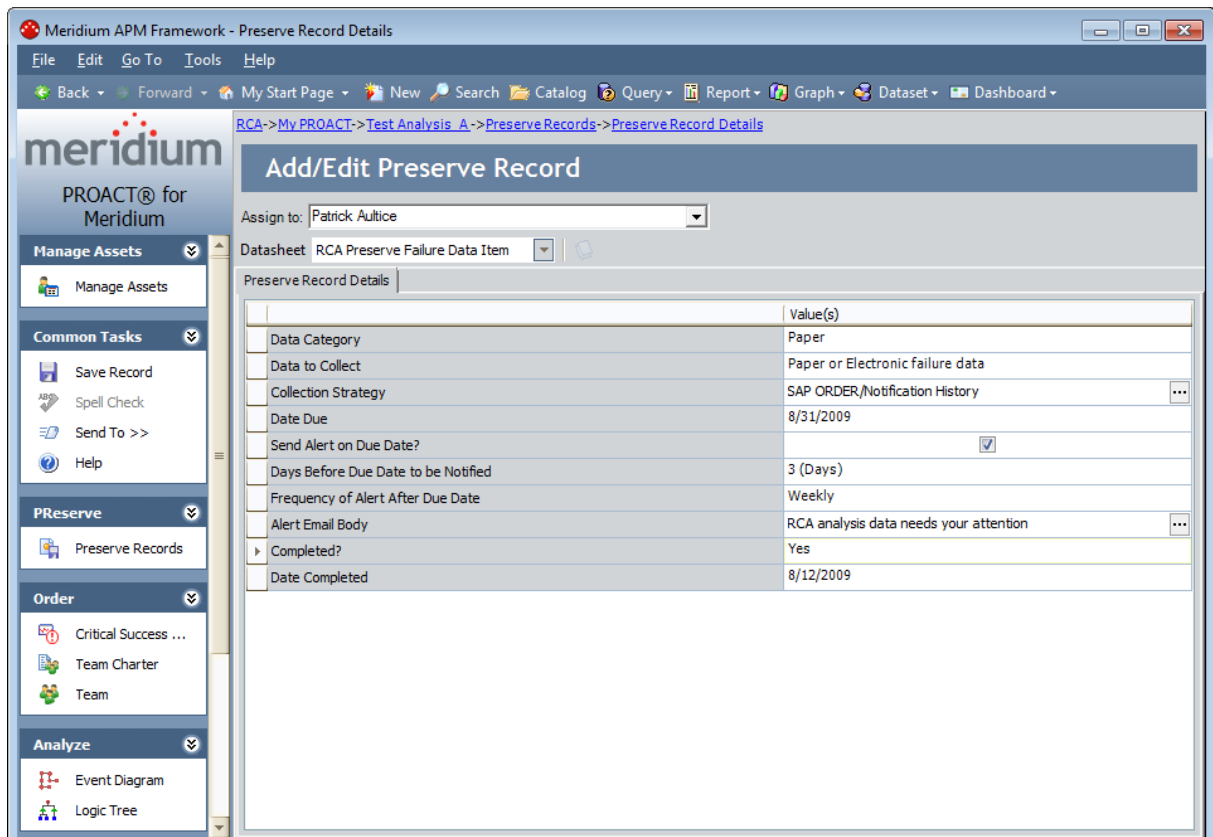 Meridium APM Framework - Preserve Record Details
File Edit Go To Tools Help
Back Forward My Start Page New Search Catalog Query Report Graph Dataset Dashboard
meridium
PROACT® for
Meridium
Manage Assets
Manage Assets
Common Tasks
Save Record
ABC Spell Check
Send To >>
Help
PReserve
Preserve Records
Order
Critical Success ...
Team Charter
Team
Analyze
Event Diagram
Logic Tree
RCA->My PROACT->Test Analysis A->Preserve Records->Preserve Record Details
Add/Edit Preserve Record
Assign to: Patrick Aultice
Datasheet RCA Preserve Failure Data Item
Preserve Record Details
Value(s)
Data Category Paper
Data to Collect Paper or Electronic failure data
Collection Strategy SAP ORDER/Notification History ...
Date Due 8/31/2009
Send Alert on Due Date?
Days Before Due Date to be Notified 3 (Days)
Frequency of Alert After Due Date Weekly
Alert Email Body RCA analysis data needs your attention ...
Completed? Yes
Date Completed 8/12/2009